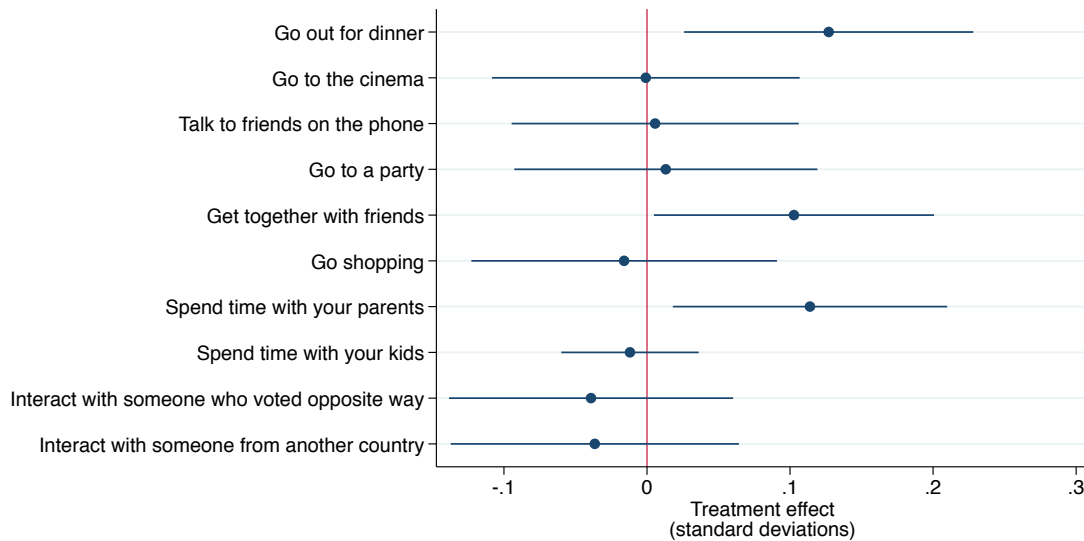 Go out for dinner
Go to the cinema
Talk to friends on the phone
Go to a party
Get together with friends
Go shopping
Spend time with your parents
Spend time with your kids
Interact with someone who voted opposite way
Interact with someone from another country
-.1 0 .1 .2 .3
Treatment effect
(standard deviations)